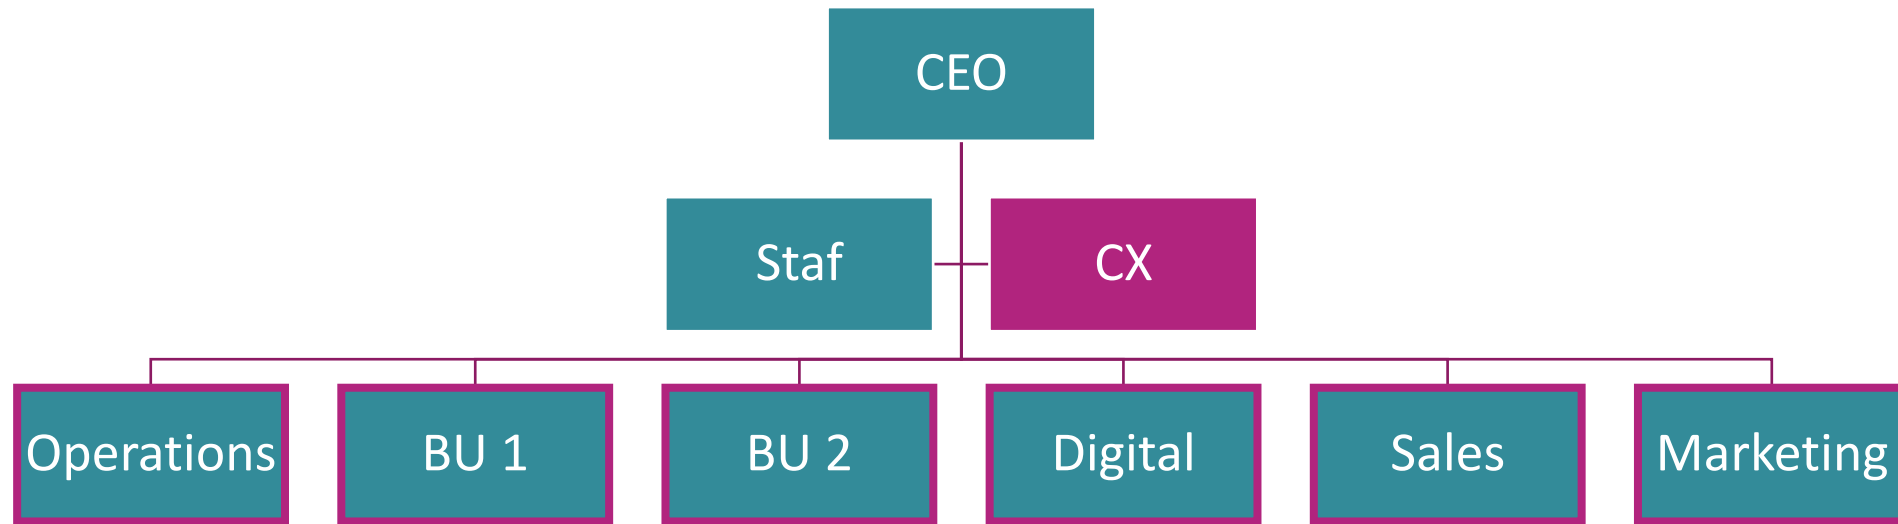 CEO
Staf
CX
Operations
BU 1
BU 2
Digital
Sales
Marketing